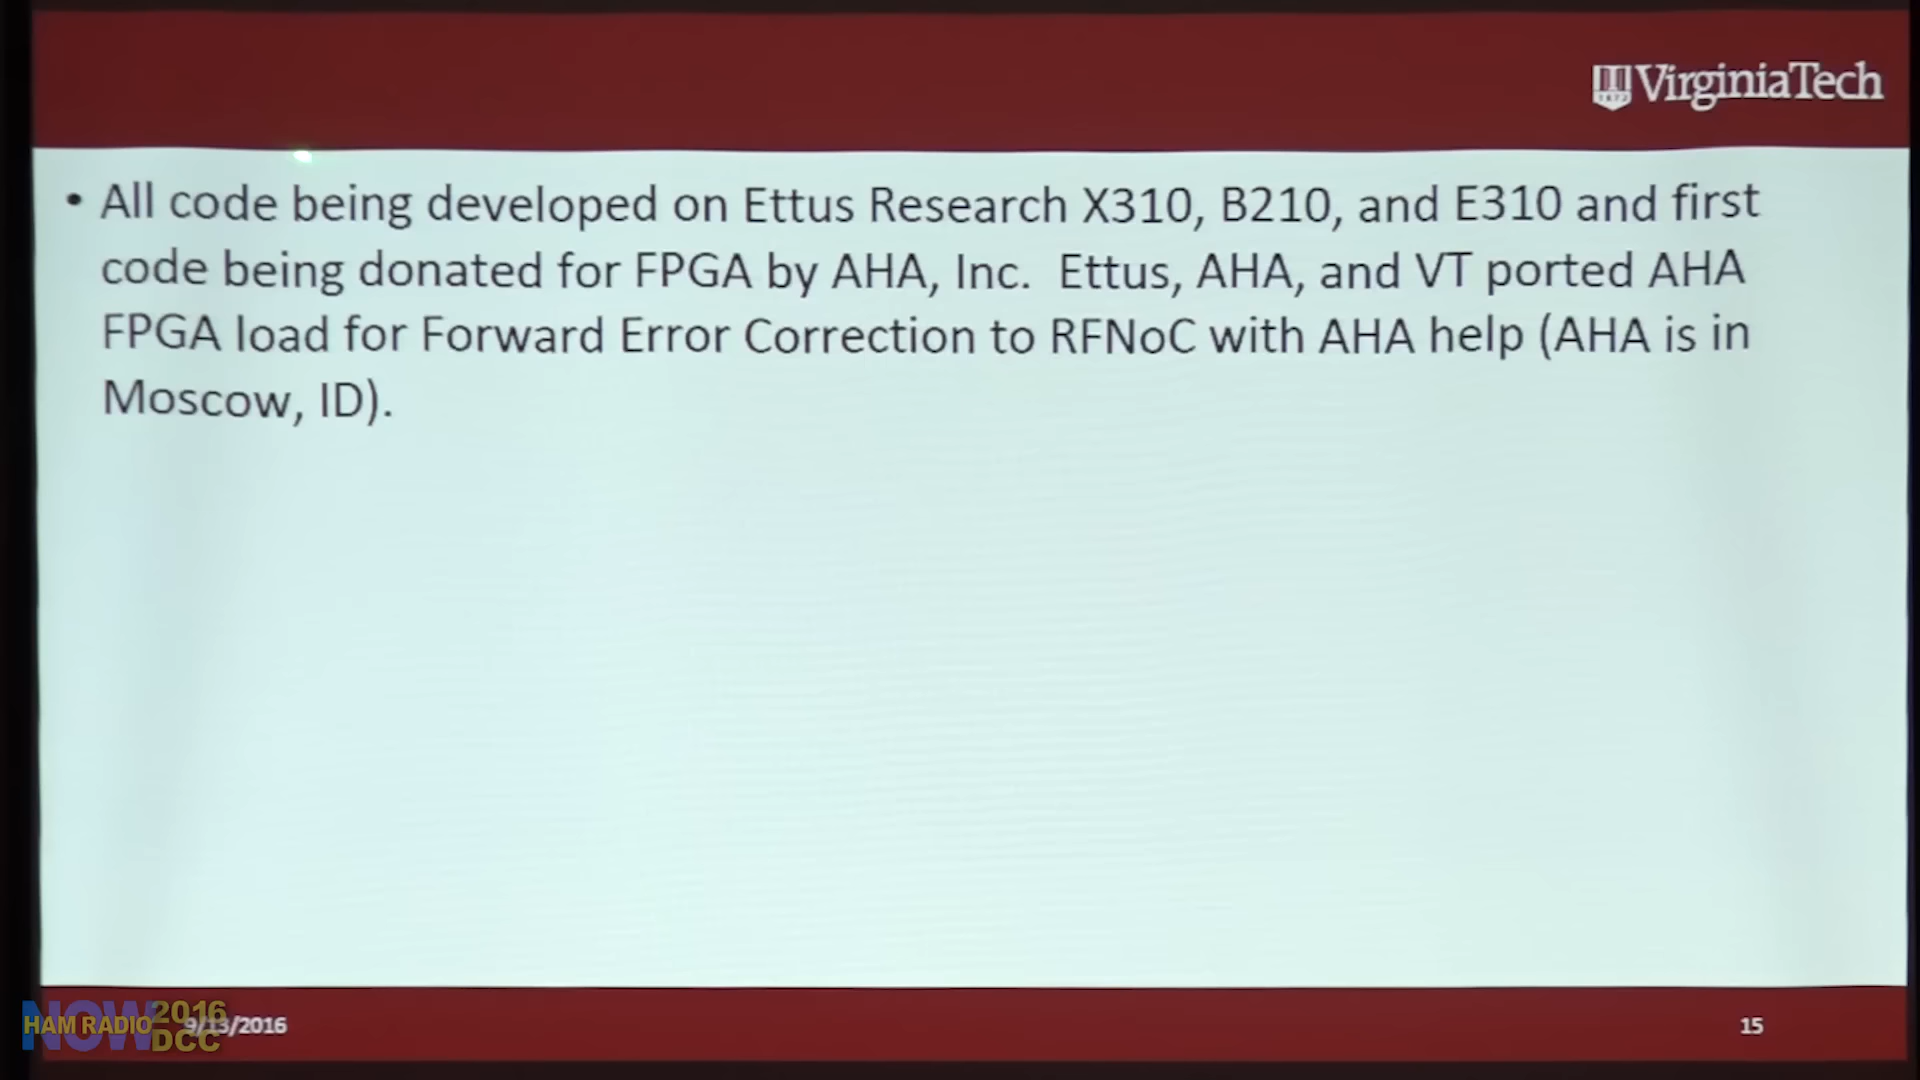 1872
VirginiaTech
• All code being developed on Ettus Research X310, B210, and E310 and first
code being donated for FPGA by AHA, Inc.  Ettus, AHA, and VT ported AHA
FPGA load for Forward Error Correction to RFNoC with AHA help (AHA is in
Moscow, ID).
HAM RADIO
NOW
2016
DCC
9/13/2016
15